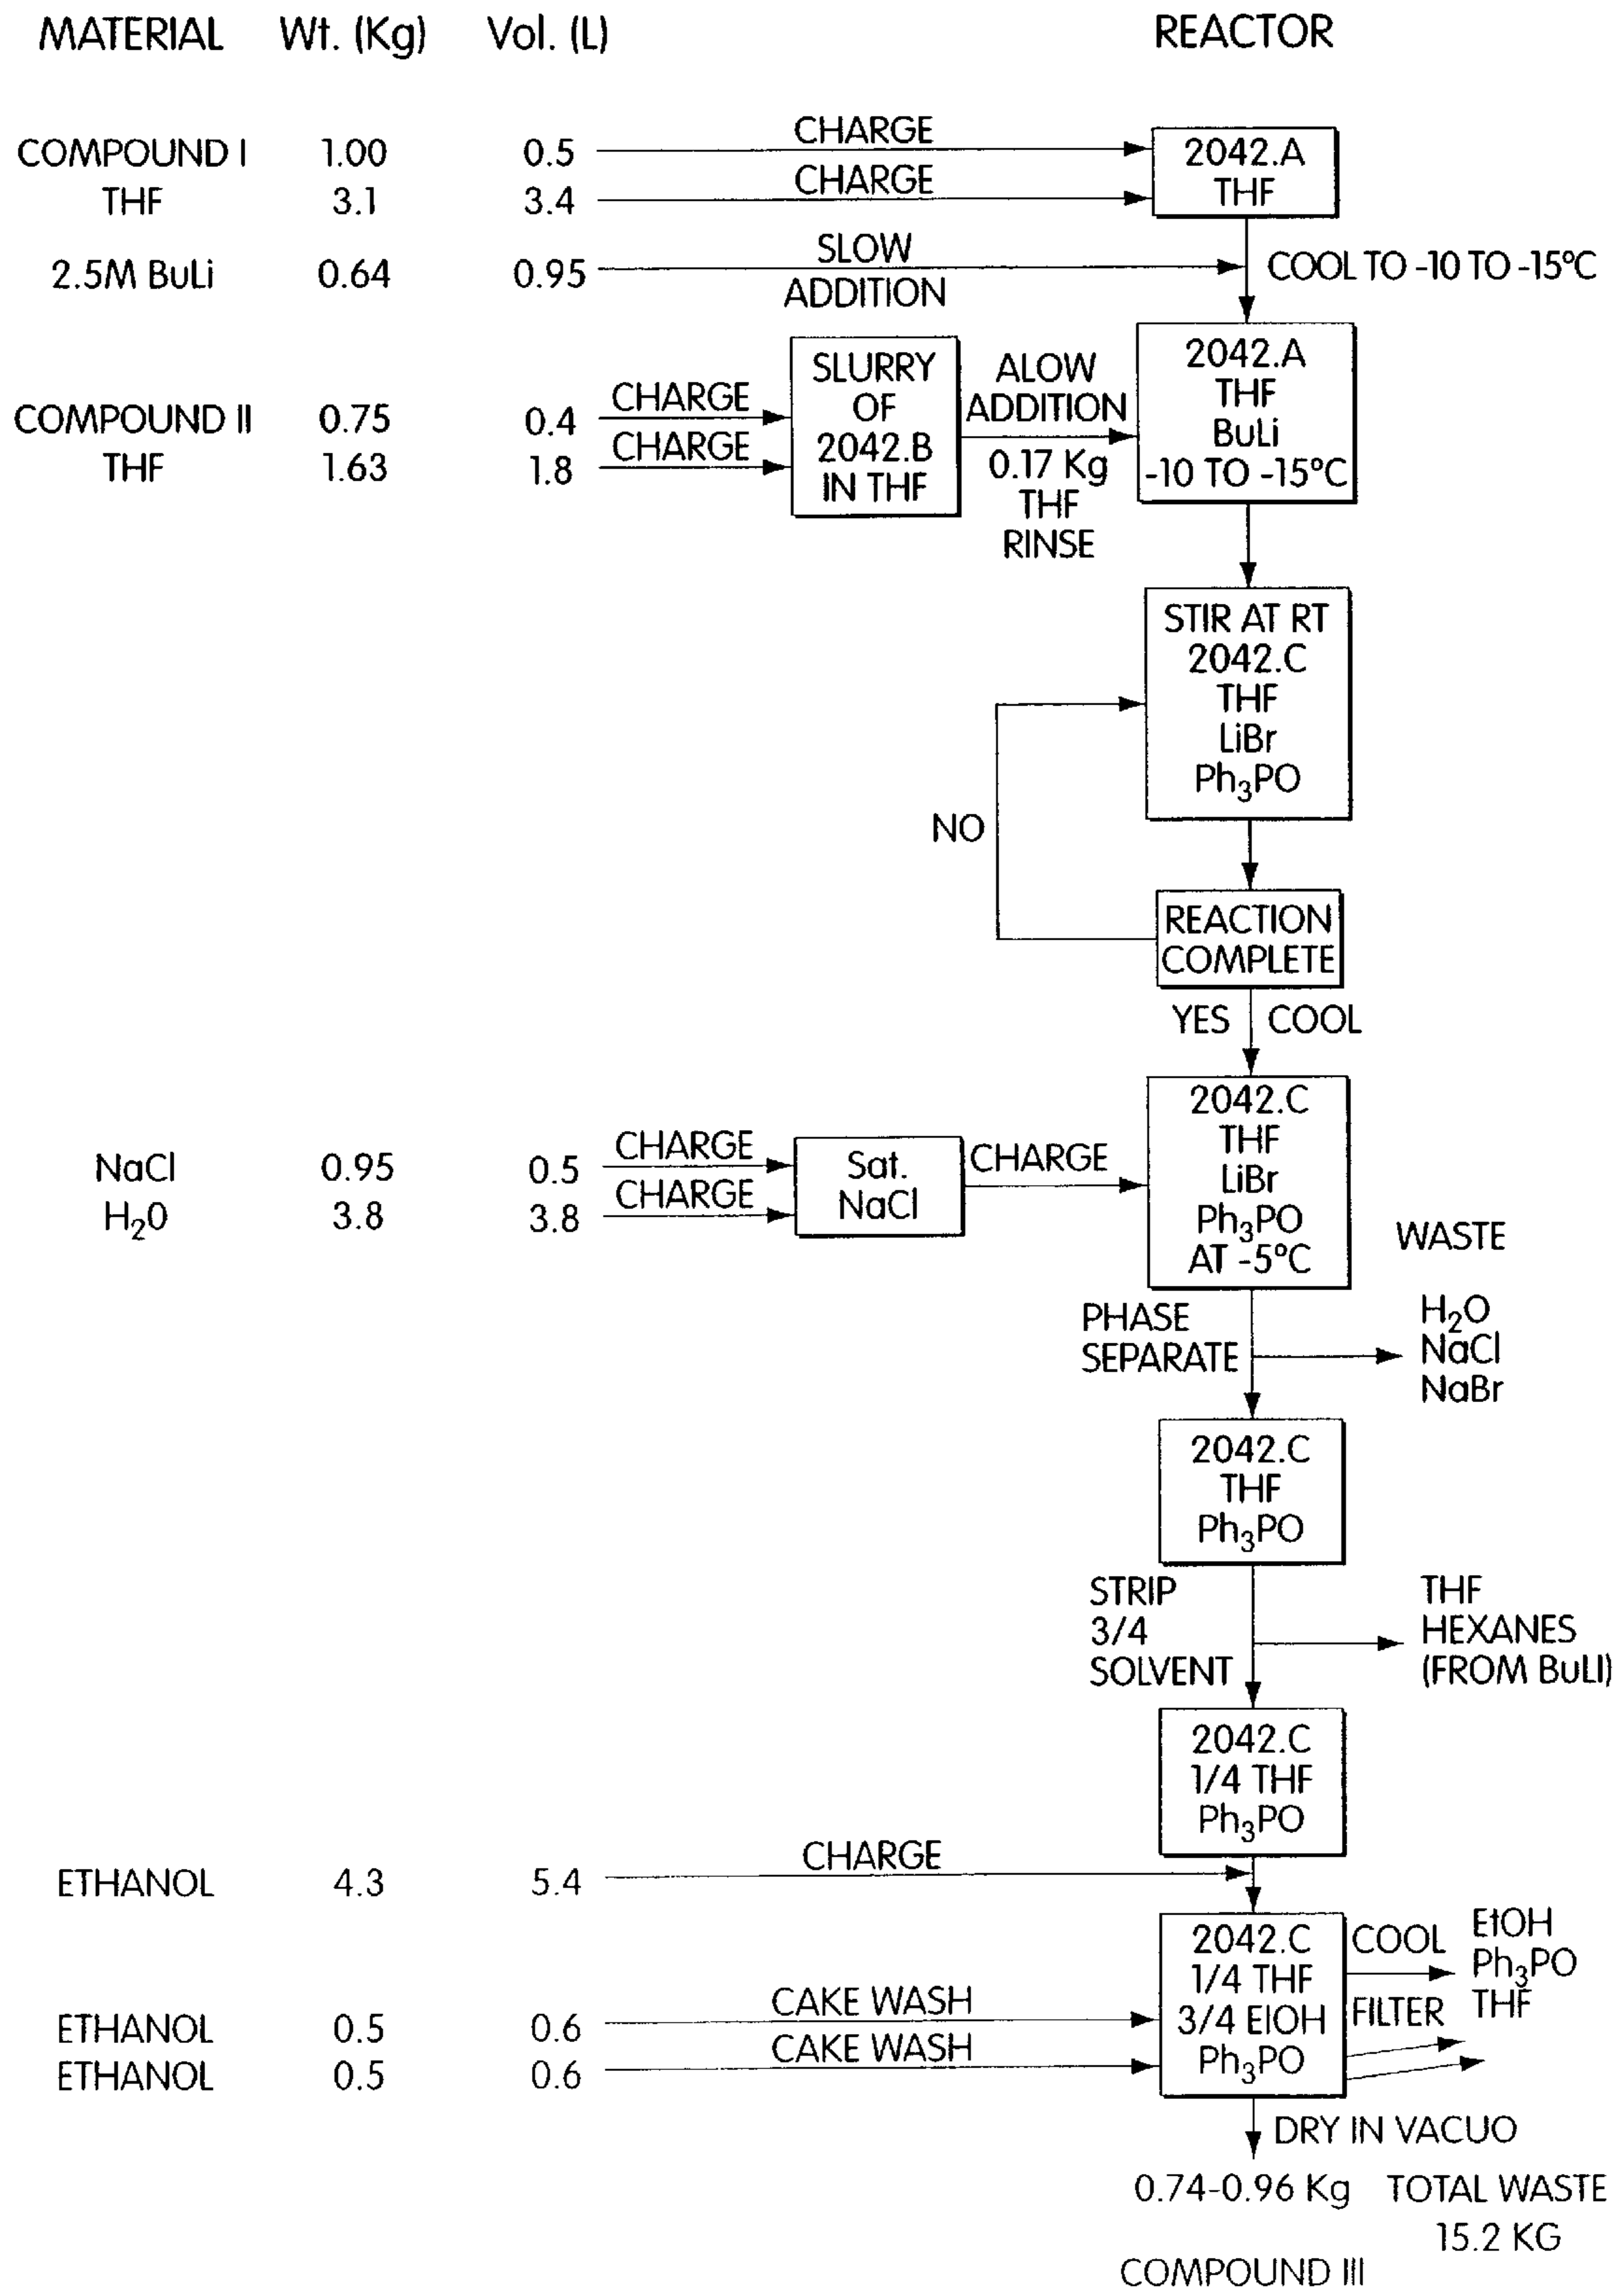 MATERIAL Wt. (Kg) Vol. (L) REACTOR
COMPOUND I 1.00 0.5 CHARGE
THF 3.1 3.4 CHARGE
2042.A
THF
2.5M BuLi 0.64 0.95 SLOW
ADDITION
COOL TO -10 TO -15°C
COMPOUND II 0.75 0.4 CHARGE
THF 1.63 1.8 CHARGE
SLURRY
OF
2042.B
IN THF
ALOW
ADDITION
0.17 Kg
THF
RINSE
2042.A
THF
BuLi
-10 TO -15°C
STIR AT RT
2042.C
THF
LiBr
Ph₃PO
NO
REACTION
COMPLETE
YES COOL
NaCl 0.95 0.5 CHARGE
H₂0 3.8 3.8 CHARGE
Sat.
NaCl
CHARGE
2042.C
THF
LiBr
Ph₃PO
AT -5°C
WASTE
PHASE
SEPARATE
H₂O
NaCl
NaBr
2042.C
THF
Ph₃PO
STRIP
3/4
SOLVENT
THF
HEXANES
(FROM BuLI)
2042.C
1/4 THF
Ph₃PO
ETHANOL 4.3 5.4 CHARGE
2042.C
1/4 THF
3/4 EIOH
Ph₃PO
COOL
FILTER
EtOH
Ph₃PO
THF
ETHANOL 0.5 0.6 CAKE WASH
ETHANOL 0.5 0.6 CAKE WASH
DRY IN VACUO
0.74-0.96 Kg TOTAL WASTE
15.2 KG
COMPOUND III